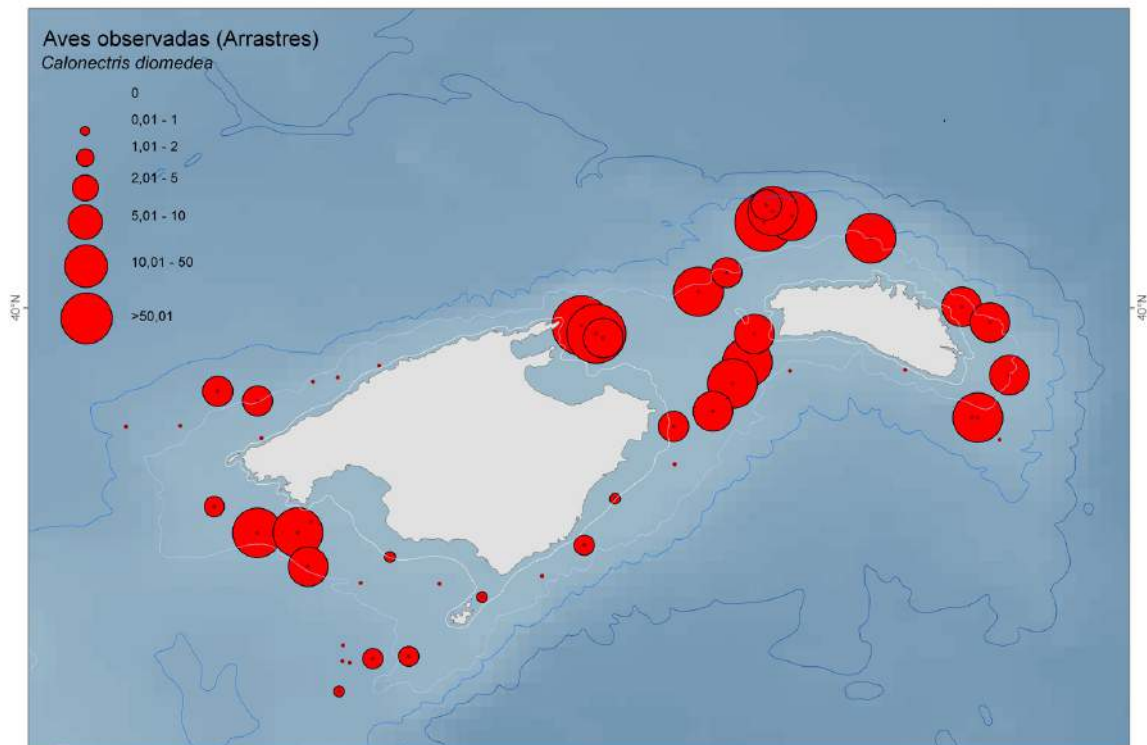 Aves observadas (Arrastres)
Calonectris diomedea
0
0,01 - 1
1,01 - 2
2,01 - 5
5,01 - 10
10,01 - 50
>50,01
40°N
40°N